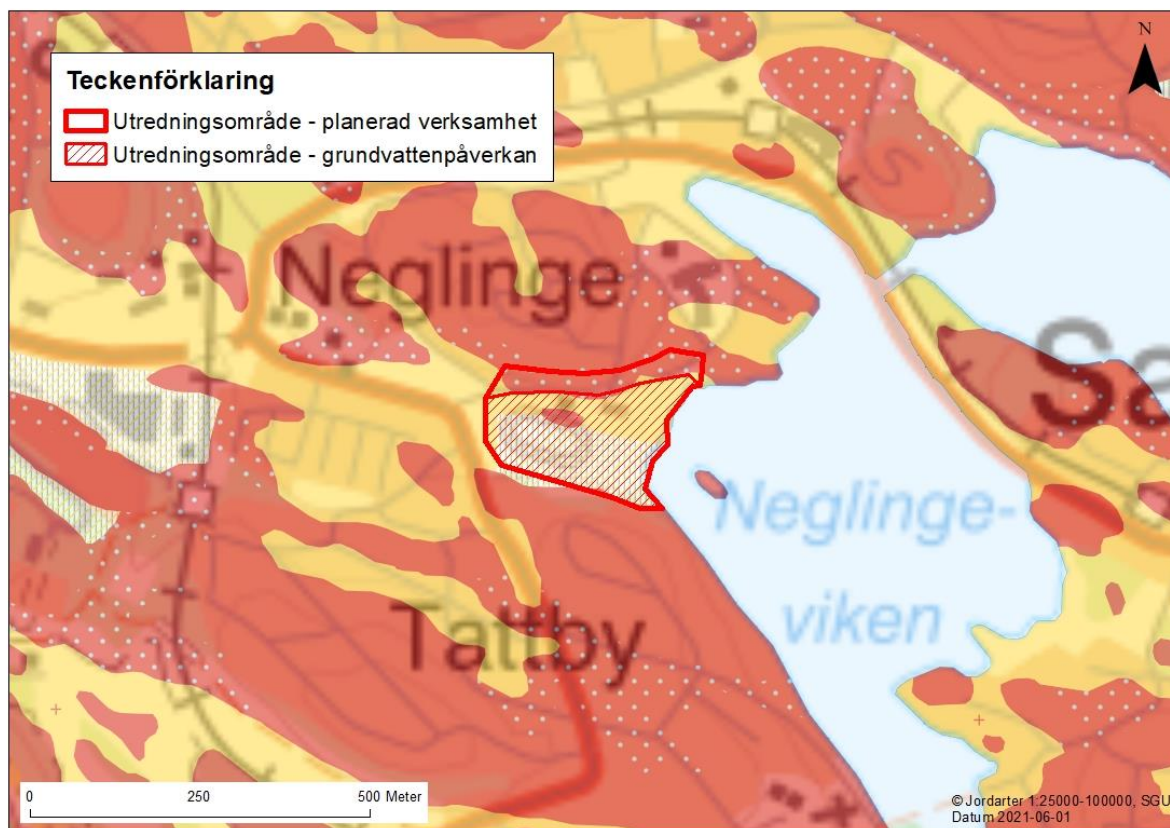 N
Teckenförklaring
Utredningsområde - planerad verksamhet
Utredningsområde - grundvattenpåverkan
Neglinge
Sa
Neglinge-
viken
Tattby
0 250 500 Meter
©Jordarter 1:25000-100000, SGU
Datum 2021-06-01